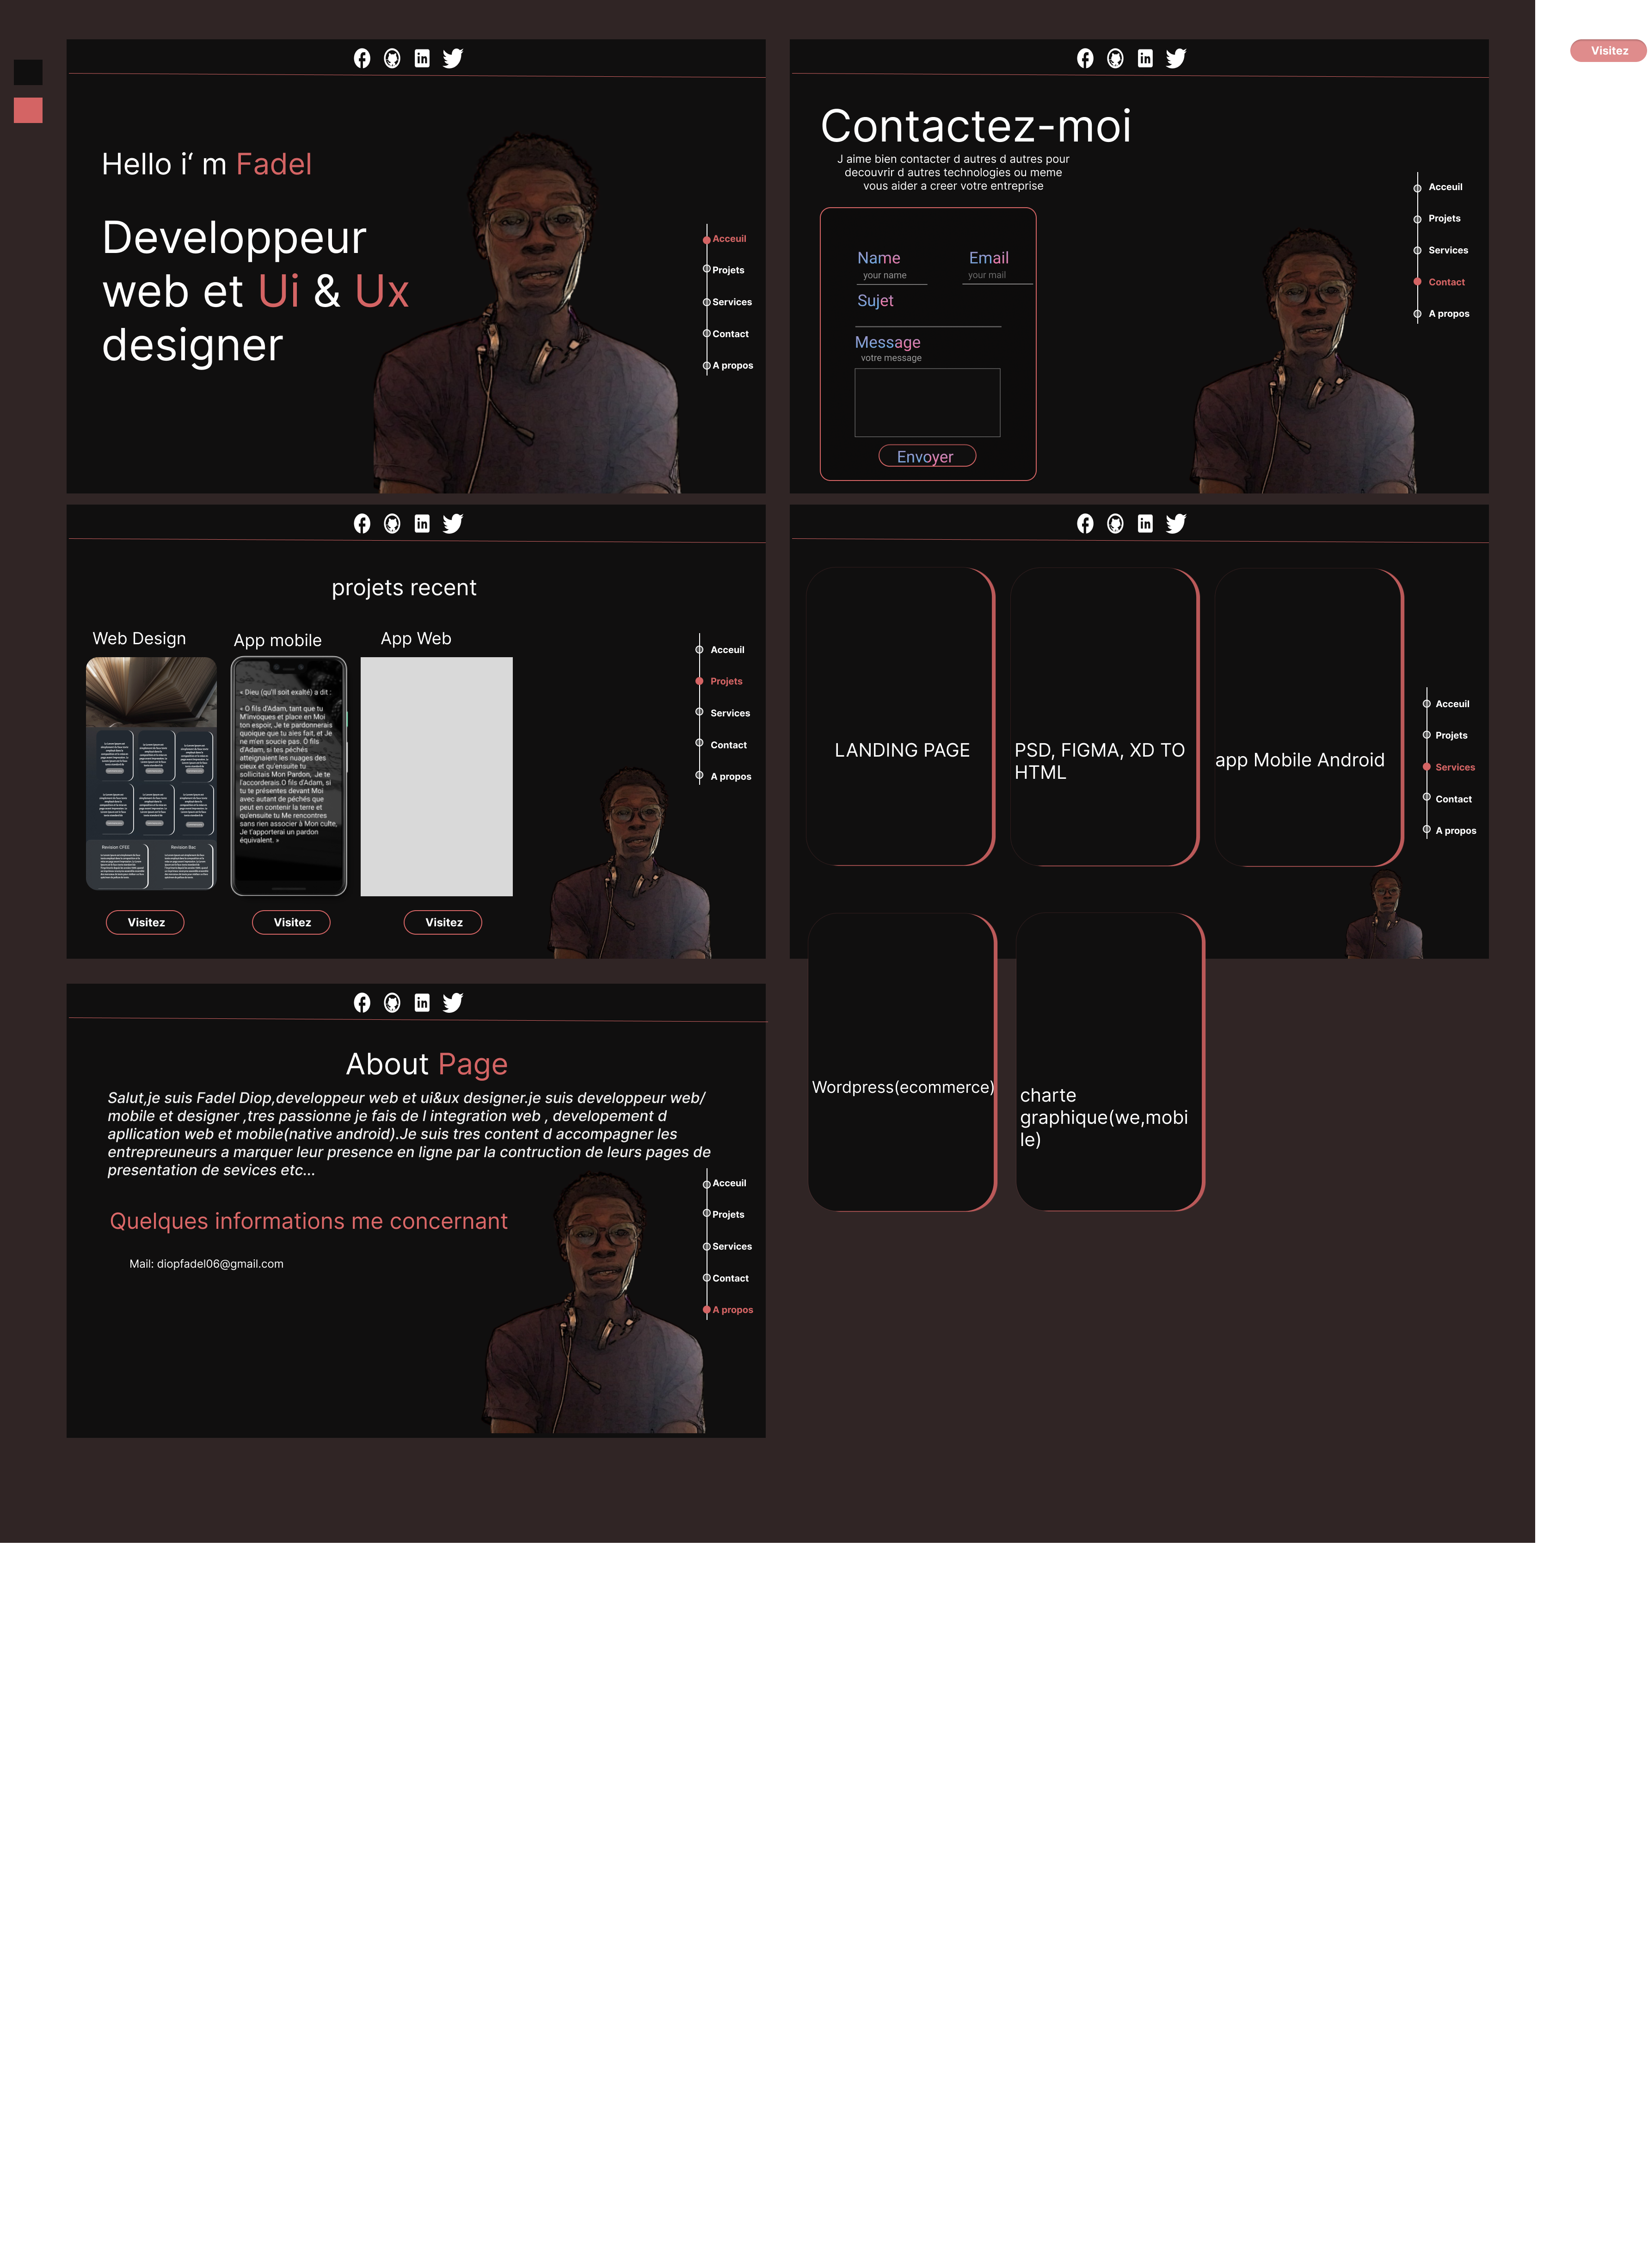 Visitez
Hello i‘ m Fadel
Developpeur
web et Ui & Ux
designer
Acceuil
Projets
Services
Contact
A propos
Contactez-moi
J aime bien contacter d autres d autres pour
decouvrir d autres technologies ou meme
vous aider a creer votre entreprise
Name Email
your name your mail
Sujet
Message
votre message
Envoyer
Acceuil
Projets
Services
Contact
A propos
projets recent
Web Design App mobile App Web
« Dieu (qu'il soit exalté) a dit :
« O fils d'Adam, tant que tu
M'invoques et place en Moi
ton espoir, Je te pardonnerais
quoique que tu aies fait, et Je
ne m'en soucie pas. Ô fils
d'Adam, si tes péchés
atteignaient les nuages des
cieux et qu'ensuite tu
sollicitais Mon Pardon, Je te
l'accorderais.O fils d'Adam, si
tu te présentes devant Moi
avec autant de péchés que
peut en contenir la terre et
qu'ensuite tu Me rencontres
sans rien associer à Mon culte,
Je t'apporterai un pardon
équivalent. »
Revision CFEE Revision Bac
Visitez Visitez Visitez
Acceuil
Projets
Services
Contact
A propos
LANDING PAGE
PSD, FIGMA, XD TO
HTML
app Mobile Android
Acceuil
Projets
Services
Contact
A propos
Wordpress(ecommerce)
charte
graphique(we,mobi
le)
About Page
Salut,je suis Fadel Diop,developpeur web et ui&ux designer.je suis developpeur web/
mobile et designer ,tres passionne je fais de l integration web , developement d
apllication web et mobile(native android).Je suis tres content d accompagner les
entrepreuneurs a marquer leur presence en ligne par la contruction de leurs pages de
presentation de sevices etc...
Quelques informations me concernant
Mail: diopfadel06@gmail.com
Acceuil
Projets
Services
Contact
A propos